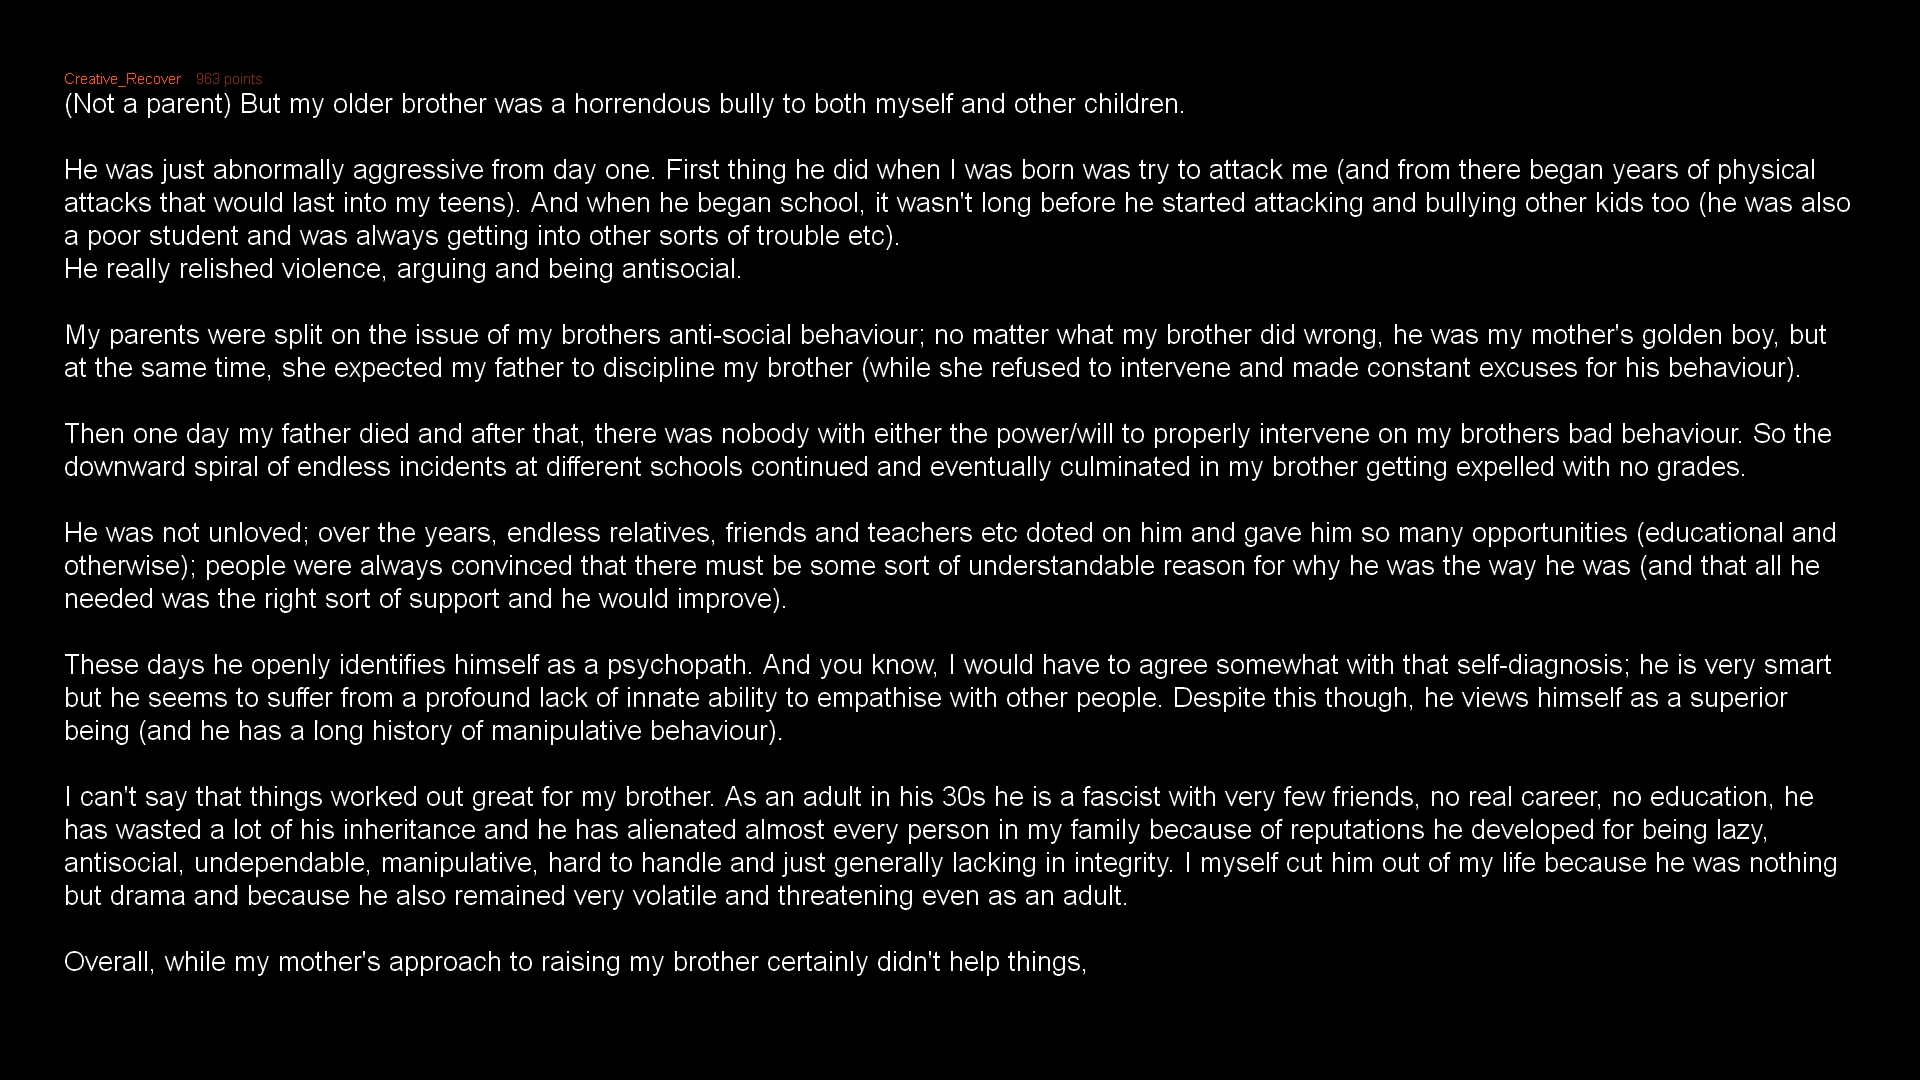 Creative_Recover 963 points
(Not a parent) But my older brother was a horrendous bully to both myself and other children.
He was just abnormally aggressive from day one. First thing he did when I was born was try to attack me (and from there began years of physical
attacks that would last into my teens). And when he began school, it wasn't long before he started attacking and bullying other kids too (he was also
a poor student and was always getting into other sorts of trouble etc).
He really relished violence, arguing and being antisocial.
My parents were split on the issue of my brothers anti-social behaviour; no matter what my brother did wrong, he was my mother's golden boy, but
at the same time, she expected my father to discipline my brother (while she refused to intervene and made constant excuses for his behaviour).
Then one day my father died and after that, there was nobody with either the power/will to properly intervene on my brothers bad behaviour. So the
downward spiral of endless incidents at different schools continued and eventually culminated in my brother getting expelled with no grades.
He was not unloved; over the years, endless relatives, friends and teachers etc doted on him and gave him so many opportunities (educational and
otherwise); people were always convinced that there must be some sort of understandable reason for why he was the way he was (and that all he
needed was the right sort of support and he would improve).
These days he openly identifies himself as a psychopath. And you know, I would have to agree somewhat with that self-diagnosis; he is very smart
but he seems to suffer from a profound lack of innate ability to empathise with other people. Despite this though, he views himself as a superior
being (and he has a long history of manipulative behaviour).
I can't say that things worked out great for my brother. As an adult in his 30s he is a fascist with very few friends, no real career, no education, he
has wasted a lot of his inheritance and he has alienated almost every person in my family because of reputations he developed for being lazy,
antisocial, undependable, manipulative, hard to handle and just generally lacking in integrity. I myself cut him out of my life because he was nothing
but drama and because he also remained very volatile and threatening even as an adult.
Overall, while my mother's approach to raising my brother certainly didn't help things,